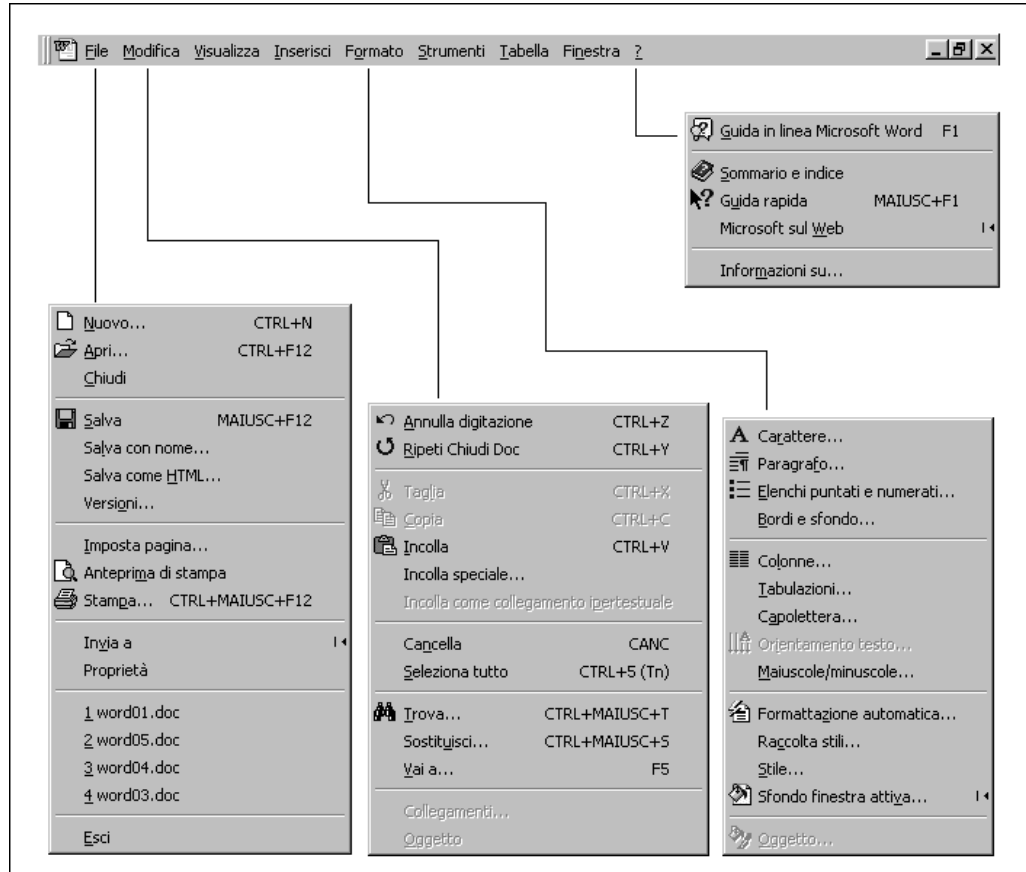 File Modifica Visualizza Inserisci Formato Strumenti Tabella Finestra ?
Guida in linea Microsoft Word F1
Sommario e indice
Guida rapida MAIUSC+F1
Microsoft sul Web
Informazioni su...
Nuovo... CTRL+N
Apri... CTRL+F12
Chiudi
Salva MAIUSC+F12
Salva con nome...
Salva come HTML...
Versioni...
Imposta pagina...
Anteprima di stampa
Stampa... CTRL+MAIUSC+F12
Invia a
Proprietà
1 word01.doc
2 word05.doc
3 word04.doc
4 word03.doc
Esci
Annulla digitazione CTRL+Z
Ripeti Chiudi Doc CTRL+Y
Taglia CTRL+X
Copia CTRL+C
Incolla CTRL+V
Incolla speciale...
Incolla come collegamento ipertestuale
Cancella CANC
Seleziona tutto CTRL+5 (Tn)
Trova... CTRL+MAIUSC+T
Sostituisci... CTRL+MAIUSC+S
Vai a... F5
Collegamenti...
Oggetto
Carattere...
Paragrafo...
Elenchi puntati e numerati...
Bordi e sfondo...
Colonne...
Tabulazioni...
Capolettera...
Orientamento testo...
Maiuscole/minuscole...
Formattazione automatica...
Raccolta stili...
Stile...
Sfondo finestra attiva...
Oggetto...